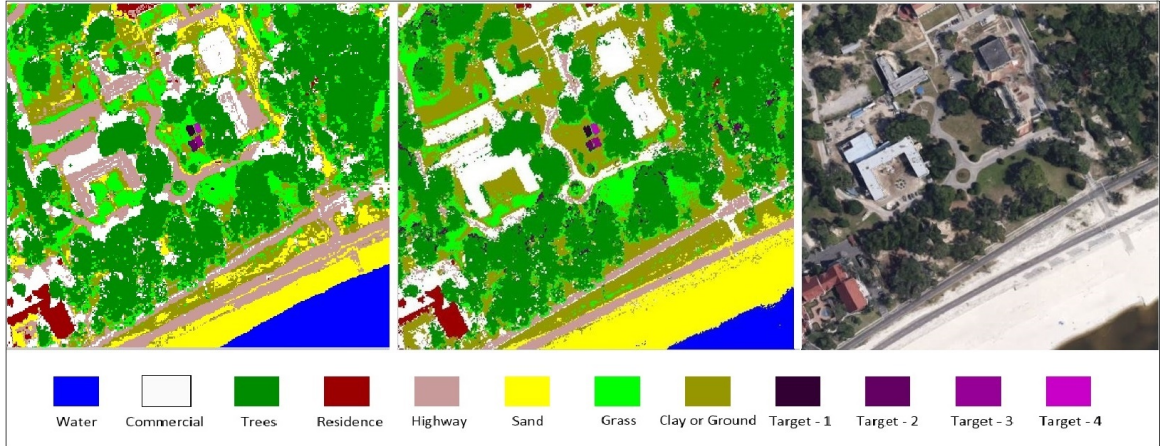 Water Commercial Trees Residence Highway Sand Grass Clay or Ground Target - 1 Target - 2 Target - 3 Target - 4